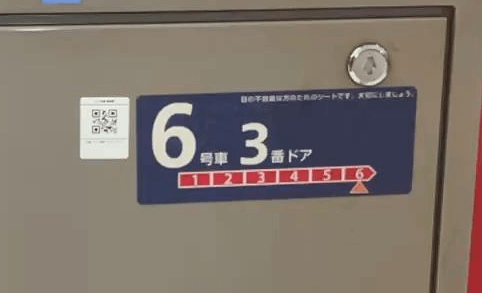 目の不自由な方のためのシートです。大切にしましょう。
6号車 3番ドア
1 2 3 4 5 6